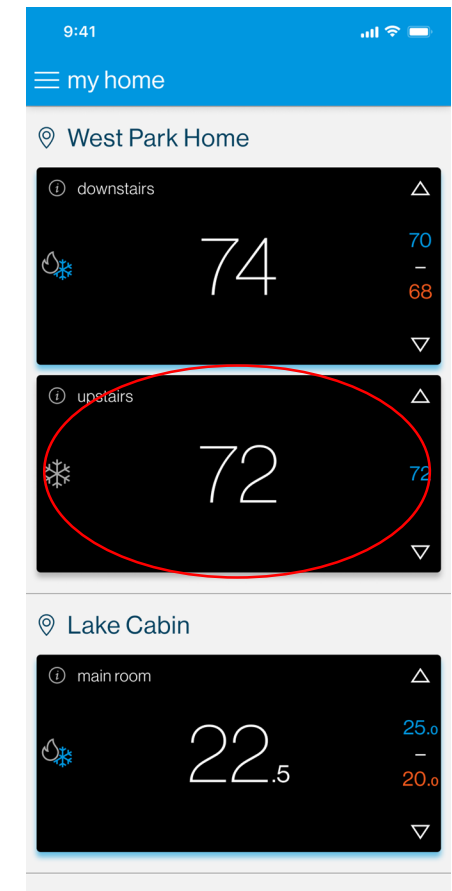 9:41
my home
West Park Home
i downstairs
74
70
–
68
i upstairs
72
72
Lake Cabin
i main room
22.5
25.0
–
20.0